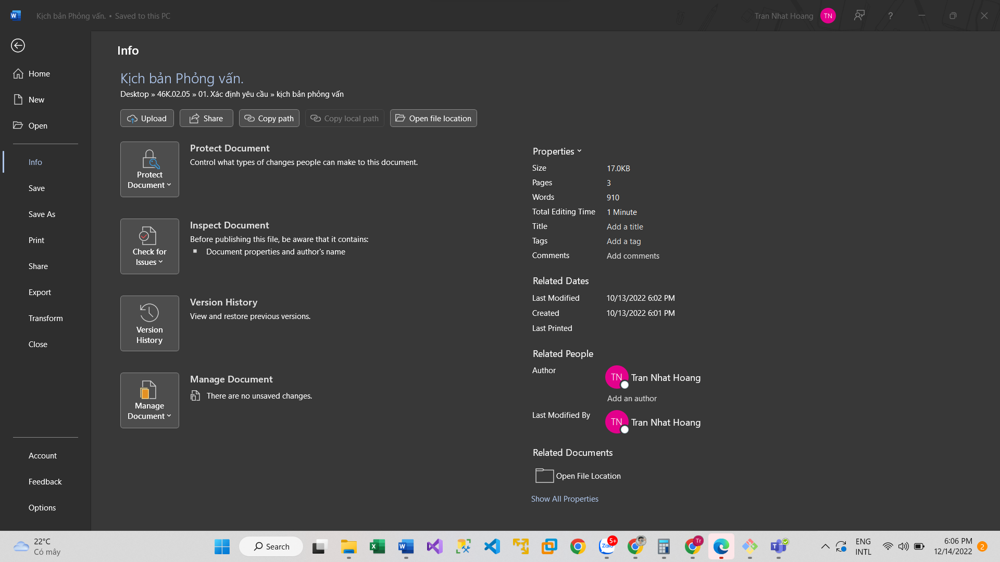 Kịch bản Phỏng vấn. • Saved to this PC
Tran Nhat Hoang
TN
?
Info
Home
New
Open
Info
Save
Save As
Print
Share
Export
Transform
Close
Account
Feedback
Options
Kịch bản Phỏng vấn.
Desktop » 46K.02.05 » 01. Xác định yêu cầu » kịch bản phỏng vấn
Upload
Share
Copy path
Copy local path
Open file location
Protect
Document
Protect Document
Control what types of changes people can make to this document.
Check for
Issues
Inspect Document
Before publishing this file, be aware that it contains:
Document properties and author's name
Version
History
Version History
View and restore previous versions.
Manage
Document
Manage Document
There are no unsaved changes.
Properties
Size 17.0KB
Pages 3
Words 910
Total Editing Time 1 Minute
Title Add a title
Tags Add a tag
Comments Add comments
Related Dates
Last Modified 10/13/2022 6:02 PM
Created 10/13/2022 6:01 PM
Last Printed
Related People
Author TN Tran Nhat Hoang
Add an author
Last Modified By TN Tran Nhat Hoang
Related Documents
Open File Location
Show All Properties
22°C
Có mây
Search
Zalo
5+
Tr
ENG
INTL
6:06 PM
12/14/2022
2